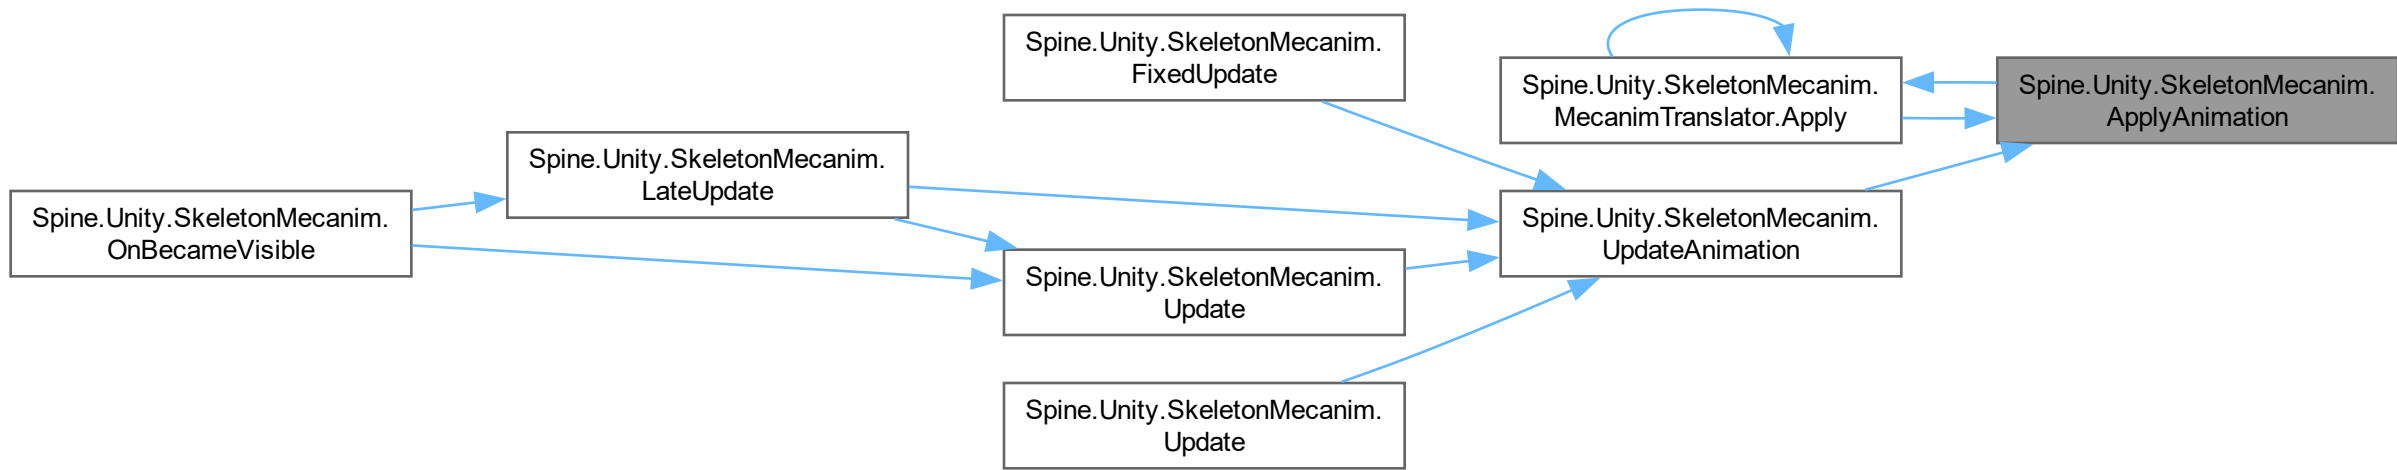 Spine.Unity.SkeletonMecanim.
FixedUpdate
Spine.Unity.SkeletonMecanim.
MecanimTranslator.Apply
Spine.Unity.SkeletonMecanim.
ApplyAnimation
Spine.Unity.SkeletonMecanim.
LateUpdate
Spine.Unity.SkeletonMecanim.
OnBecameVisible
Spine.Unity.SkeletonMecanim.
UpdateAnimation
Spine.Unity.SkeletonMecanim.
Update
Spine.Unity.SkeletonMecanim.
Update